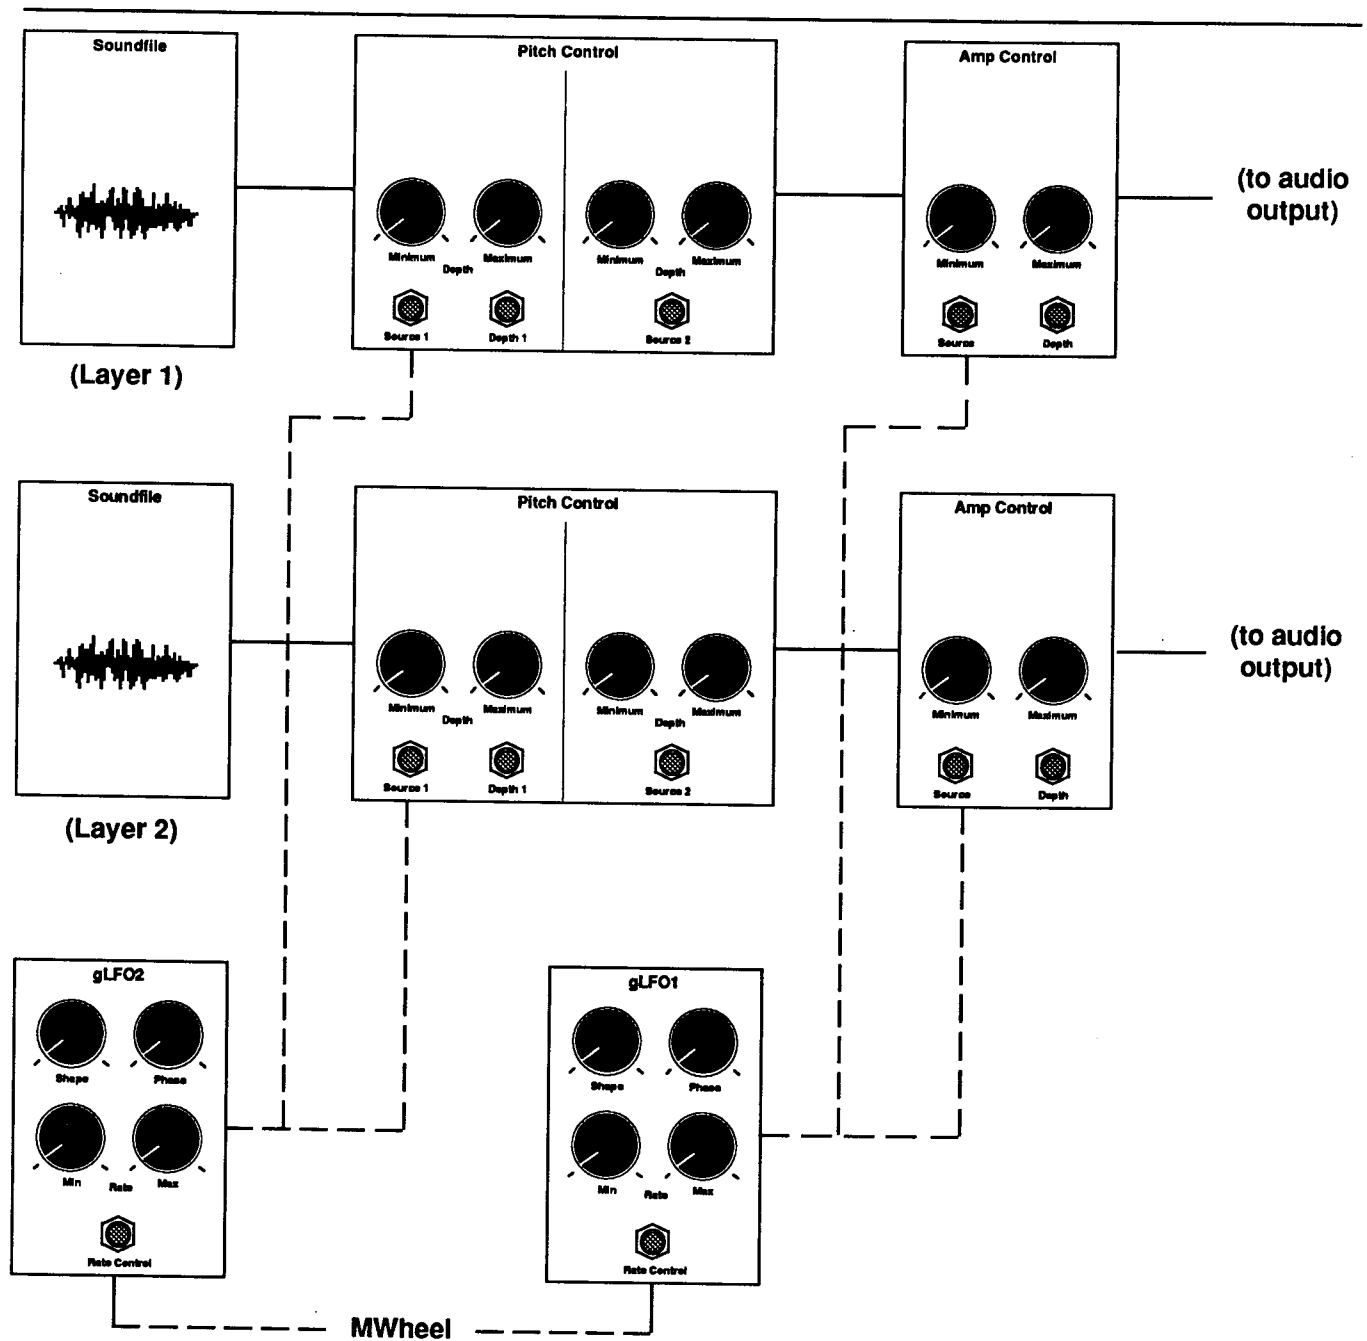 Soundfile
Pitch Control
Amp Control
(to audio
output)
Minimum
Maximum
Depth
Minimum
Maximum
Depth
Minimum
Maximum
Source 1
Depth 1
Source 2
Source
Depth
(Layer 1)
Soundfile
Pitch Control
Amp Control
(to audio
output)
Minimum
Maximum
Depth
Minimum
Maximum
Depth
Minimum
Maximum
Source 1
Depth 1
Source 2
Source
Depth
(Layer 2)
gLFO2
Shape
Phase
Min
Rate
Max
Rate Control
gLFO1
Shape
Phase
Min
Rate
Max
Rate Control
MWheel